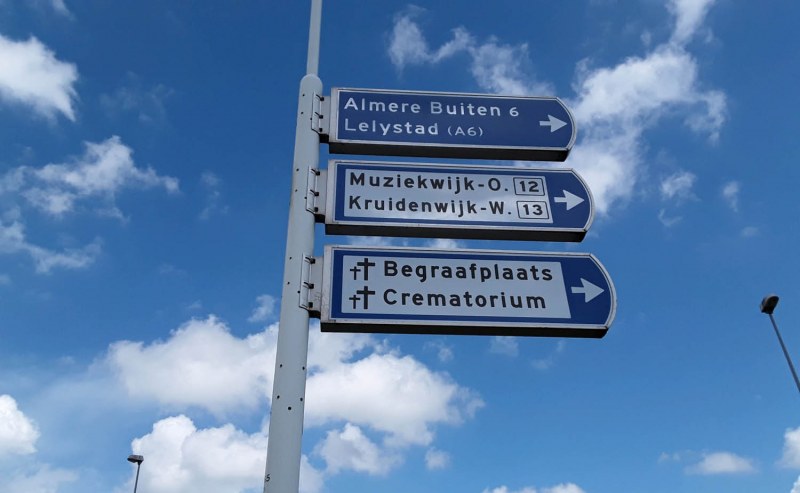 Almere Buiten 6
Lelystad (A6)
Muziekwijk-O. 12
Kruidenwijk-W. 13
Begraafplaats
Crematorium